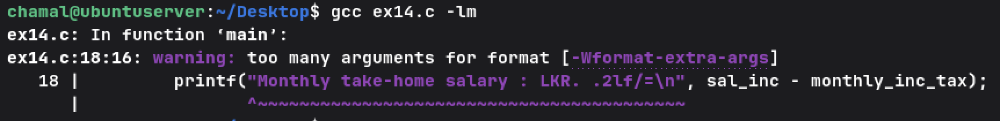 chamal@ubuntuserver:~/Desktop$ gcc ex14.c -lm
ex14.c: In function ‘main’:
ex14.c:18:16: warning: too many arguments for format [-Wformat-extra-args]
   18 |         printf("Monthly take-home salary : LKR. .2lf/=\n", sal_inc - monthly_inc_tax);
      |                ^~~~~~~~~~~~~~~~~~~~~~~~~~~~~~~~~~~~~~~~~~